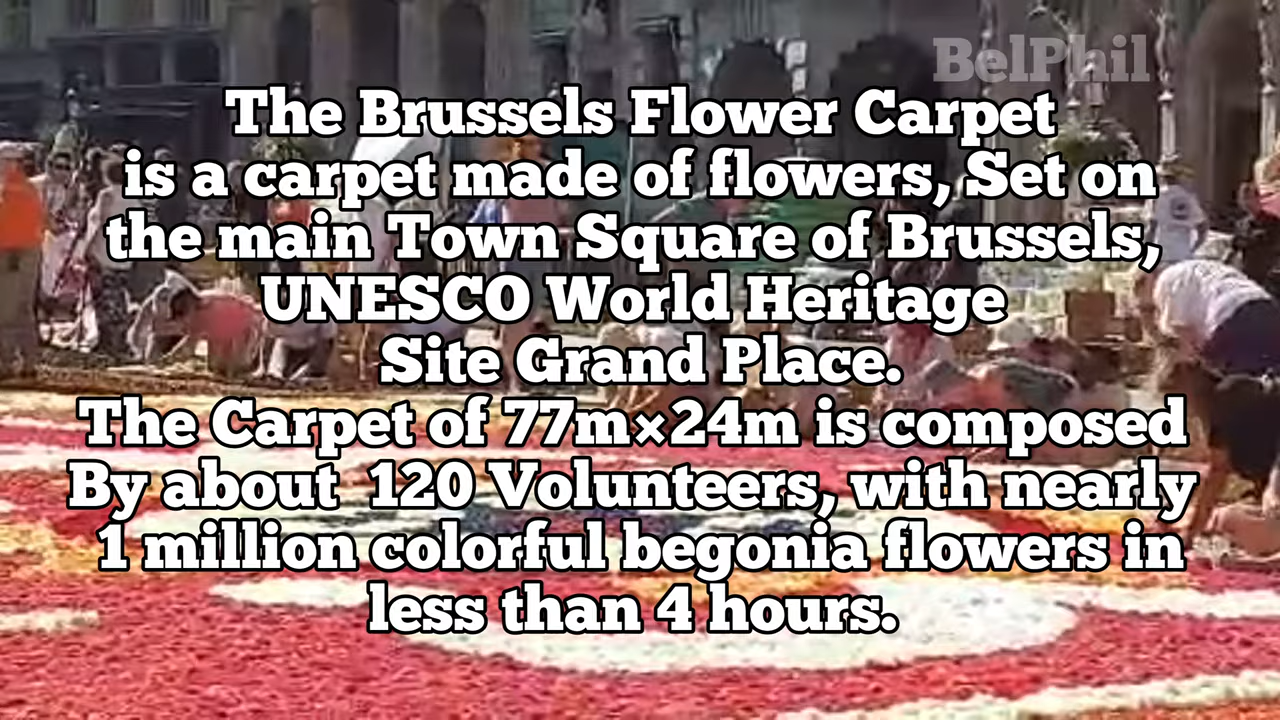 BelPhil
The Brussels Flower Carpet
is a carpet made of flowers, Set on
the main Town Square of Brussels,
UNESCO World Heritage
Site Grand Place.
The Carpet of 77m×24m is composed
By about 120 Volunteers, with nearly
1 million colorful begonia flowers in
less than 4 hours.